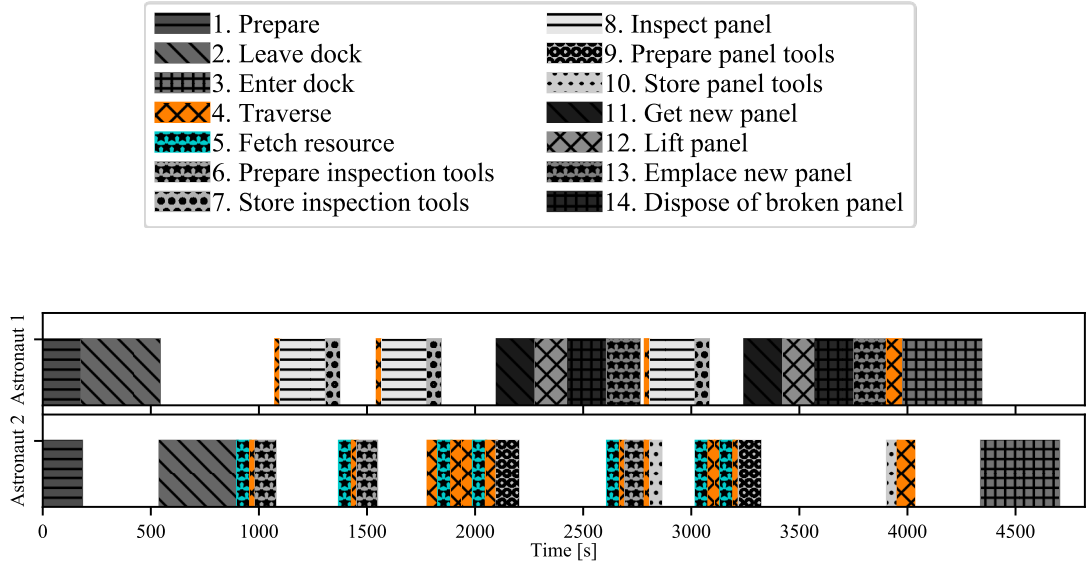 1. Prepare
2. Leave dock
3. Enter dock
4. Traverse
5. Fetch resource
6. Prepare inspection tools
7. Store inspection tools
8. Inspect panel
9. Prepare panel tools
10. Store panel tools
11. Get new panel
12. Lift panel
13. Emplace new panel
14. Dispose of broken panel
Astronaut 1
Astronaut 2
0 500 1000 1500 2000 2500 3000 3500 4000 4500
Time [s]